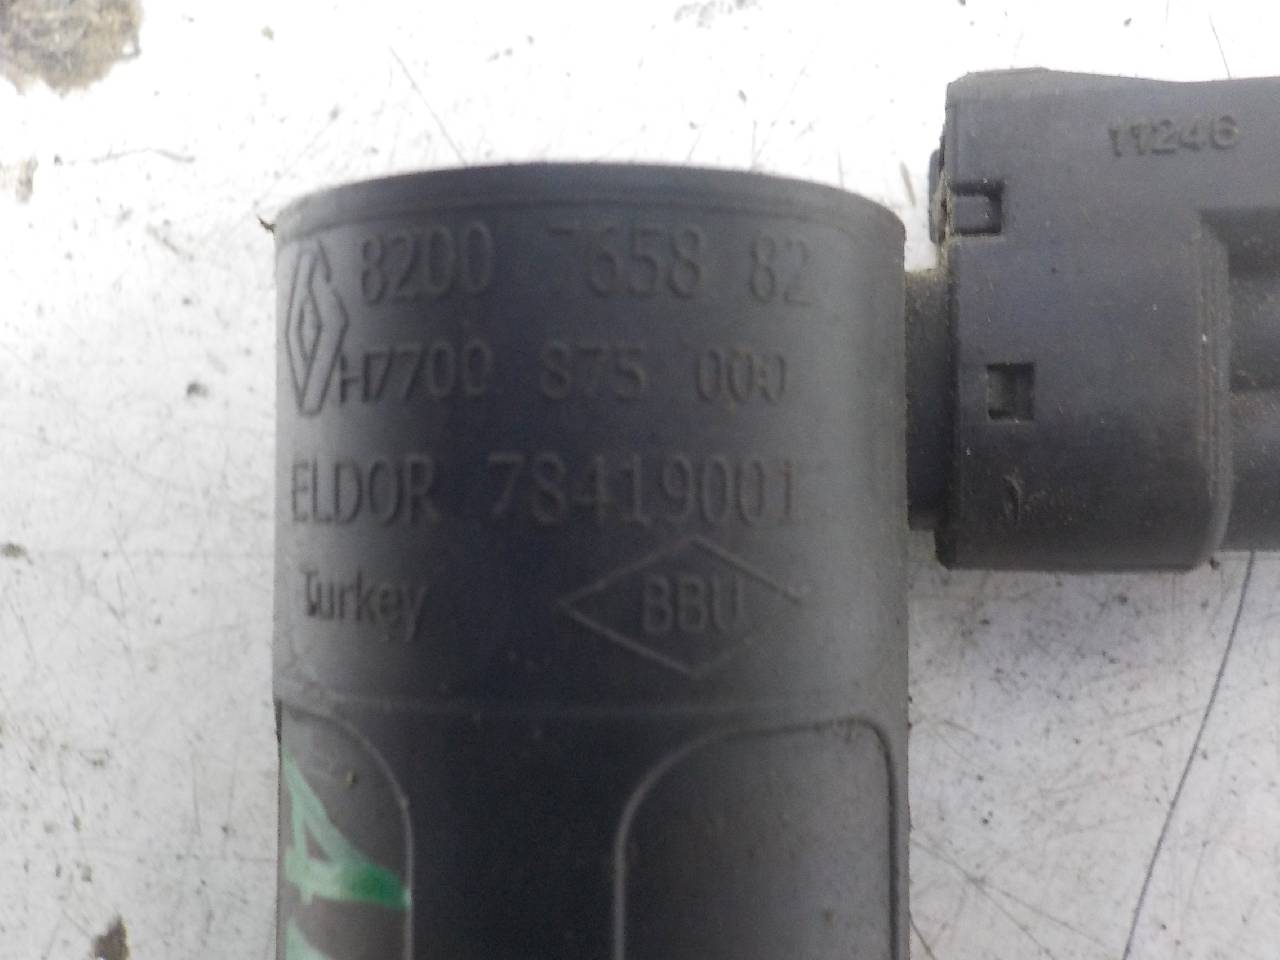 11246
8200 7658 82
H7700 875 000
ELDOR 78419001
Turkey BBU